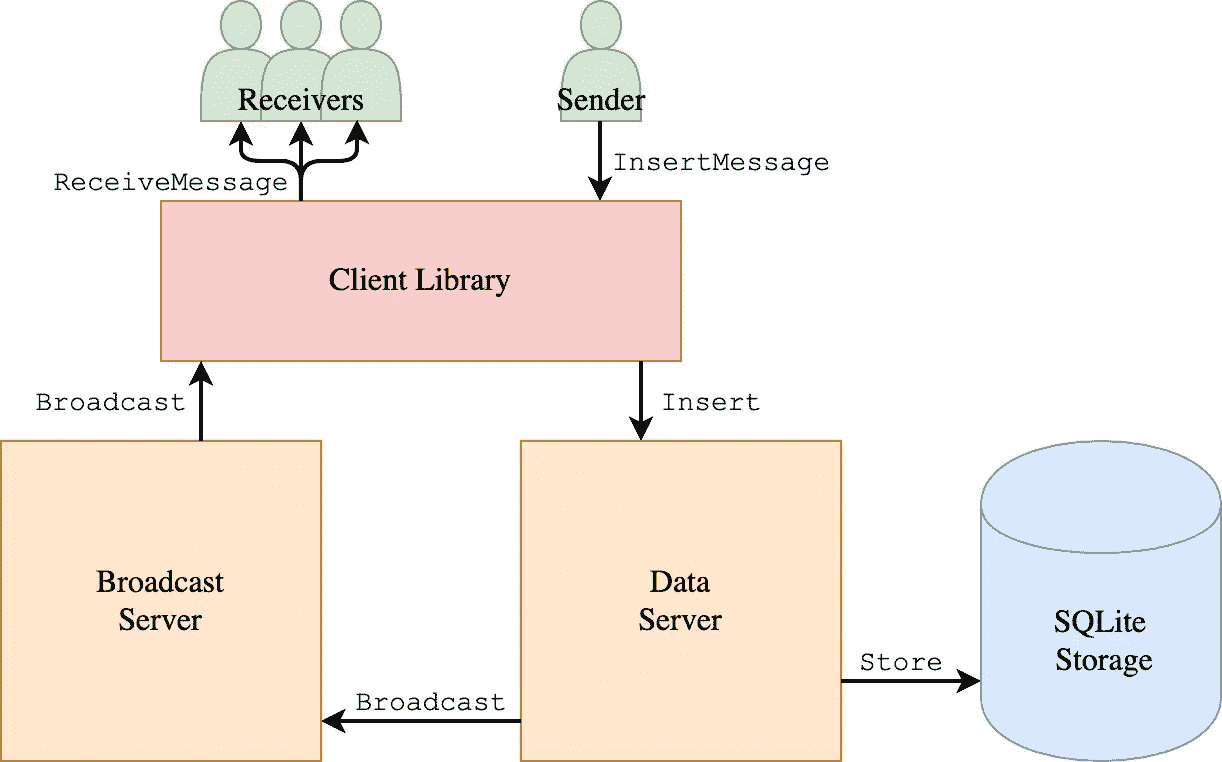 Receivers
Sender
ReceiveMessage
InsertMessage
Client Library
Broadcast
Insert
Broadcast
Server
Data
Server
SQLite
Storage
Store
Broadcast